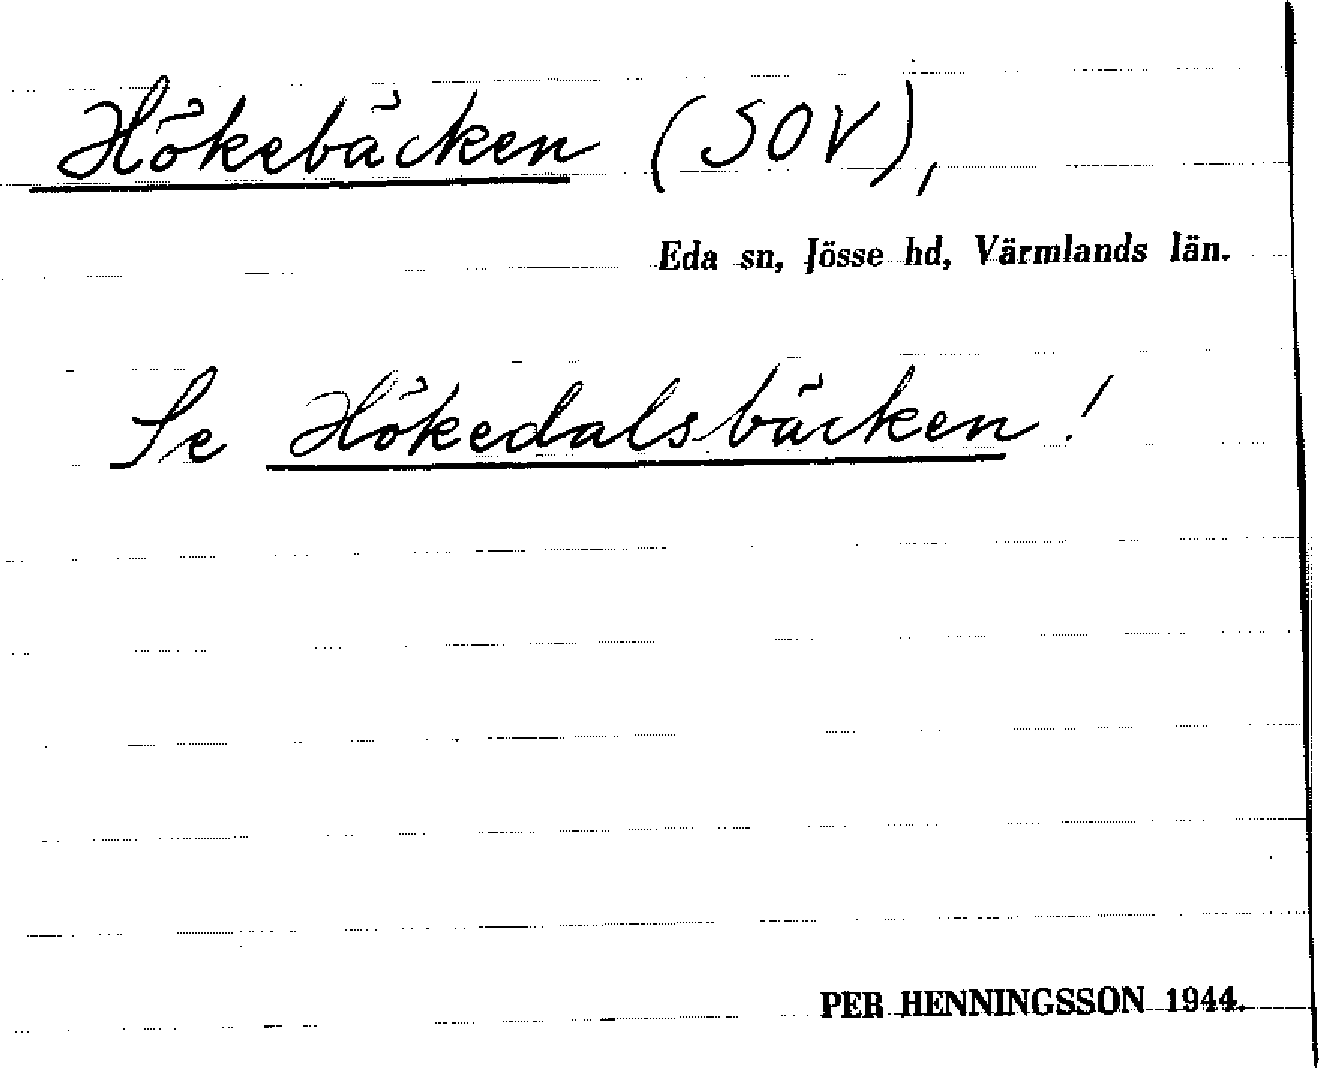 Hökebäcken (SOV),
Eda sn, Jösse hd, Värmlands län.
Se Hökedalsbäcken!
PER HENNINGSSON 1944.